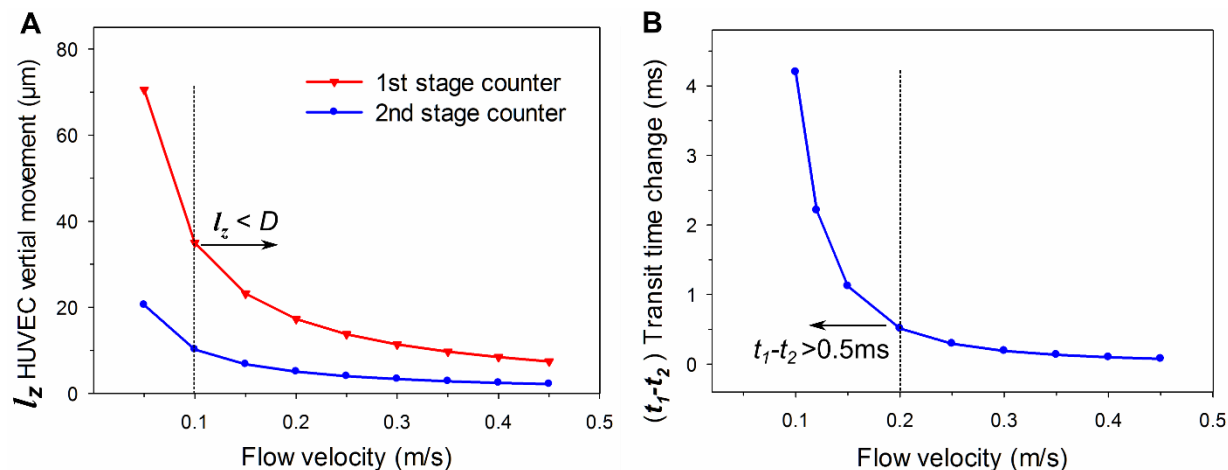 A
l_z HUVEC vertial movement (μm)
80
60
40
20
0
1st stage counter
2nd stage counter
l_z < D
0.1
0.2
0.3
0.4
0.5
Flow velocity (m/s)
B
(t_1-t_2) Transit time change (ms)
4
3
2
1
0
t_1-t_2 >0.5ms
0.1
0.2
0.3
0.4
0.5
Flow velocity (m/s)